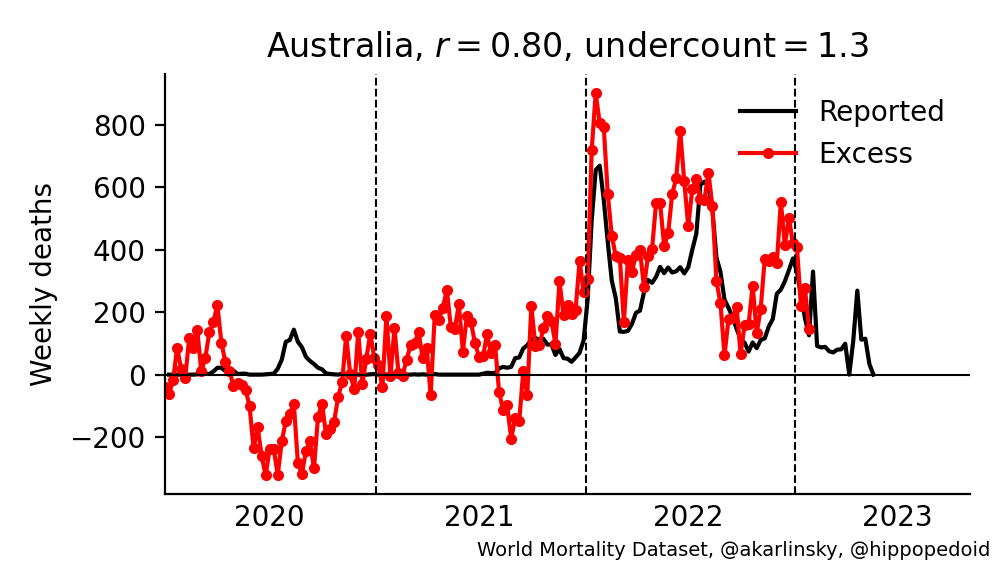 Australia, r = 0.80, undercount = 1.3
Reported
Excess
Weekly deaths
800
600
400
200
0
−200
2020 2021 2022 2023
World Mortality Dataset, @akarlinsky, @hippopedoid